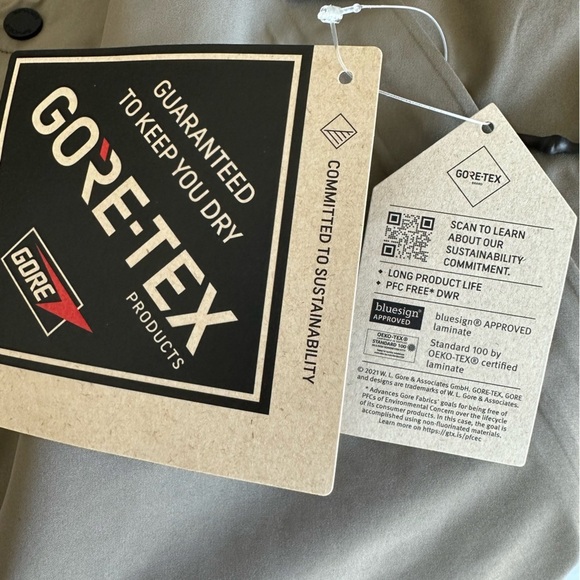 GUARANTEED
TO KEEP YOU DRY
GORE-TEX
PRODUCTS
GORE
COMMITTED TO SUSTAINABILITY
GORE-TEX
BRAND
SCAN TO LEARN
ABOUT OUR
SUSTAINABILITY
COMMITMENT.
LONG PRODUCT LIFE
PFC FREE* DWR
bluesign®
APPROVED
bluesign® APPROVED
laminate
OEKO-TEX®
STANDARD 100
Standard 100 by
OEKO-TEX® certified
laminate
© 2021 W. L. Gore & Associates GmbH. GORE-TEX, GORE
and designs are trademarks of W. L. Gore & Associates.
* Advances Gore Fabrics' goals for being free of
PFCs of Environmental Concern over the lifecycle
of its consumer products. In this case, the goal is
accomplished using non-fluorinated materials.
Learn more on https://gtx.is/pfcec